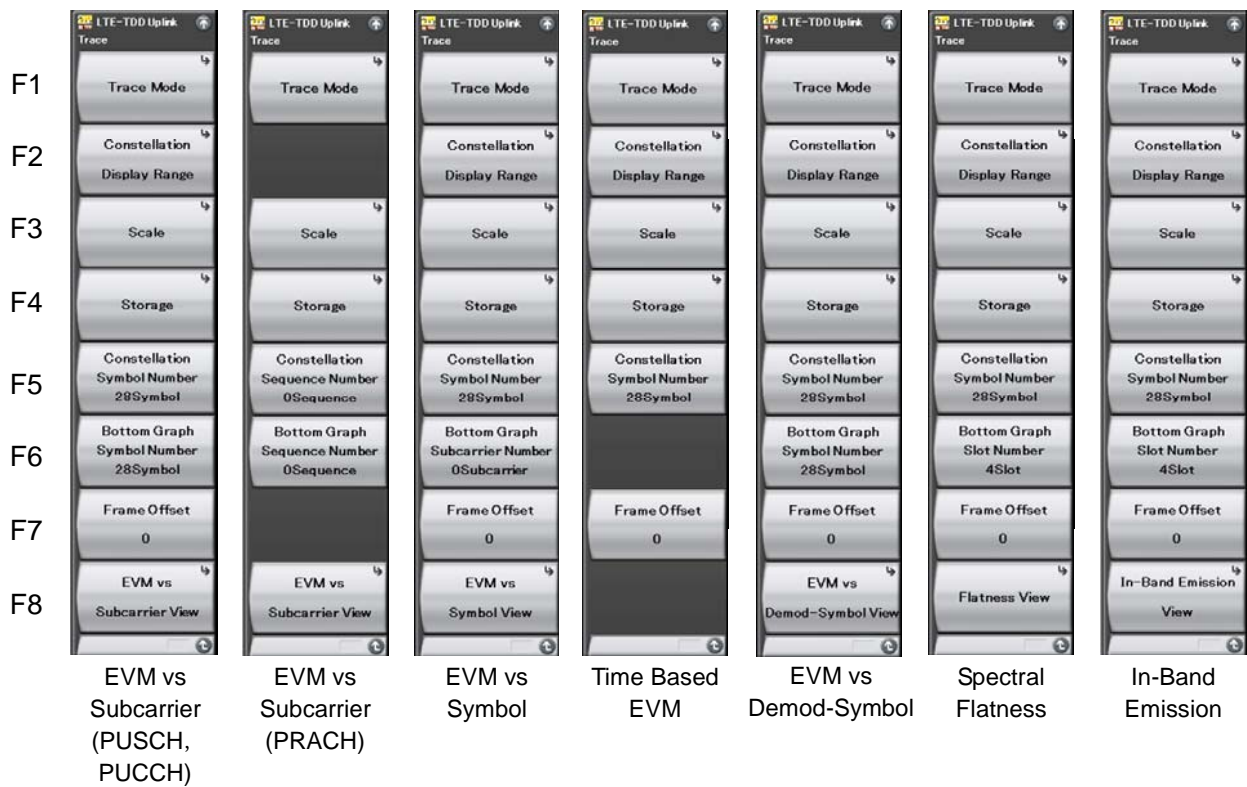 LTE-TDD Uplink
Trace
LTE-TDD Uplink
Trace
LTE-TDD Uplink
Trace
LTE-TDD Uplink
Trace
LTE-TDD Uplink
Trace
LTE-TDD Uplink
Trace
LTE-TDD Uplink
Trace
F1
Trace Mode
Trace Mode
Trace Mode
Trace Mode
Trace Mode
Trace Mode
Trace Mode
F2
Constellation
Display Range
Constellation
Display Range
Constellation
Display Range
Constellation
Display Range
Constellation
Display Range
Constellation
Display Range
F3
Scale
Scale
Scale
Scale
Scale
Scale
Scale
F4
Storage
Storage
Storage
Storage
Storage
Storage
Storage
F5
Constellation
Symbol Number
28Symbol
Constellation
Sequence Number
0Sequence
Constellation
Symbol Number
28Symbol
Constellation
Symbol Number
28Symbol
Constellation
Symbol Number
28Symbol
Constellation
Symbol Number
28Symbol
Constellation
Symbol Number
28Symbol
F6
Bottom Graph
Symbol Number
28Symbol
Bottom Graph
Sequence Number
0Sequence
Bottom Graph
Subcarrier Number
0Subcarrier
Bottom Graph
Symbol Number
28Symbol
Bottom Graph
Slot Number
4Slot
Bottom Graph
Slot Number
4Slot
F7
Frame Offset
0
Frame Offset
0
Frame Offset
0
Frame Offset
0
Frame Offset
0
Frame Offset
0
F8
EVM vs
Subcarrier View
EVM vs
Subcarrier View
EVM vs
Symbol View
EVM vs
Demod-Symbol View
Flatness View
In-Band Emission
View
EVM vs
Subcarrier
(PUSCH,
PUCCH)
EVM vs
Subcarrier
(PRACH)
EVM vs
Symbol
Time Based
EVM
EVM vs
Demod-Symbol
Spectral
Flatness
In-Band
Emission